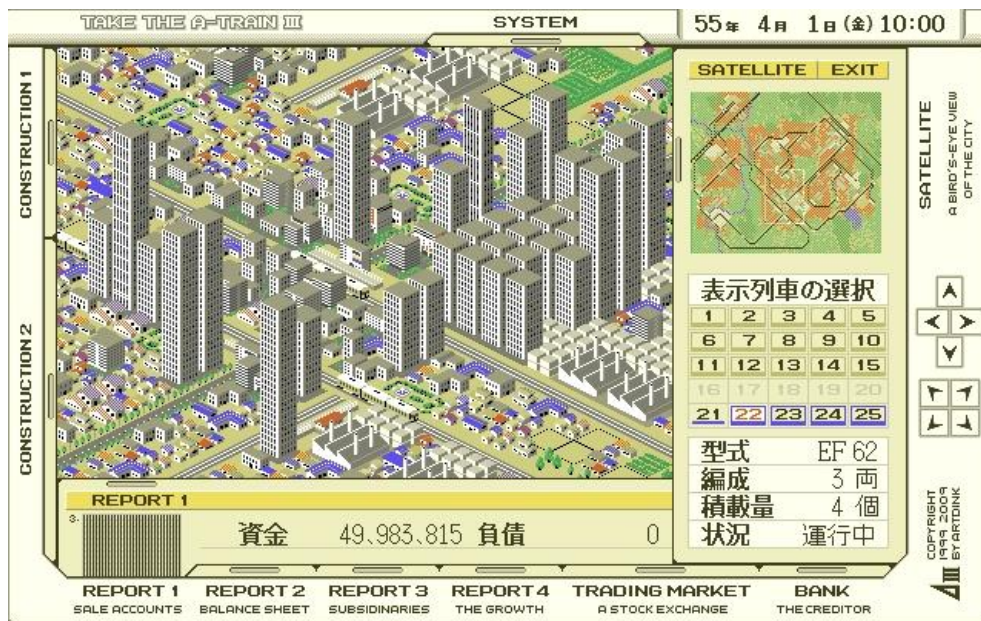 TAKE THE A-TRAIN III
SYSTEM
55年 4月 1日(金)10:00
CONSTRUCTION 1
CONSTRUCTION 2
SATELLITE EXIT
SATELLITE
A BIRD'S-EYE VIEW
OF THE CITY
表示列車の選択
1 2 3 4 5
6 7 8 9 10
11 12 13 14 15
16 17 18 19 20
21 22 23 24 25
型式 EF 62
編成 3 両
積載量 4 個
状況 運行中
REPORT 1
3.
資金 49,983,815 負債 0
REPORT 1
SALE ACCOUNTS
REPORT 2
BALANCE SHEET
REPORT 3
SUBSIDINARIES
REPORT 4
THE GROWTH
TRADING MARKET
A STOCK EXCHANGE
BANK
THE CREDITOR
COPYRIGHT
1999 2009
BY ARTDINK
AIII